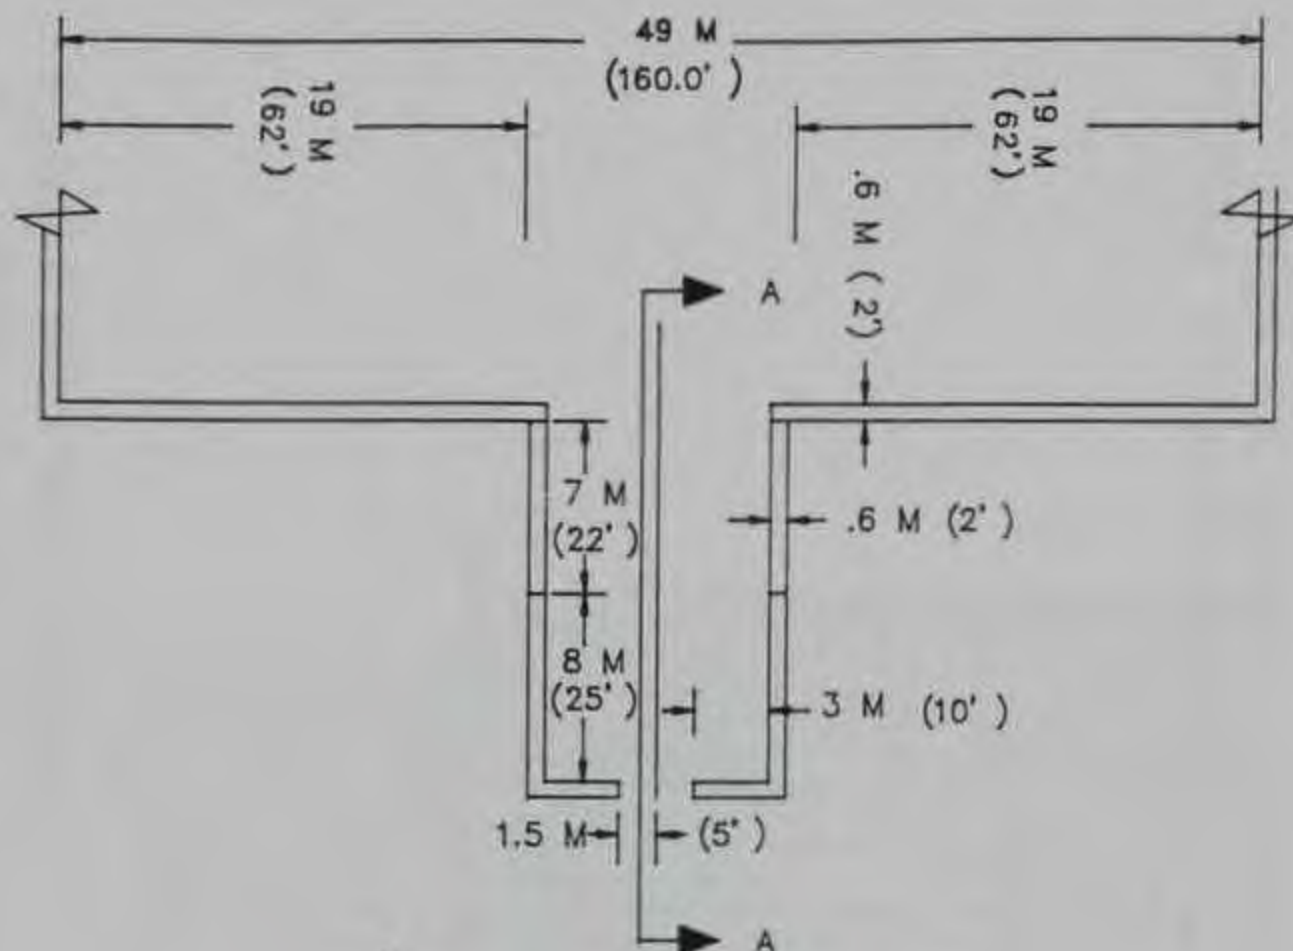 49 M
(160.0')
19 M
(62')
19 M
(62')
.6 M (2')
A
7 M
(22')
.6 M (2')
8 M
(25')
3 M (10')
1.5 M (5')
A